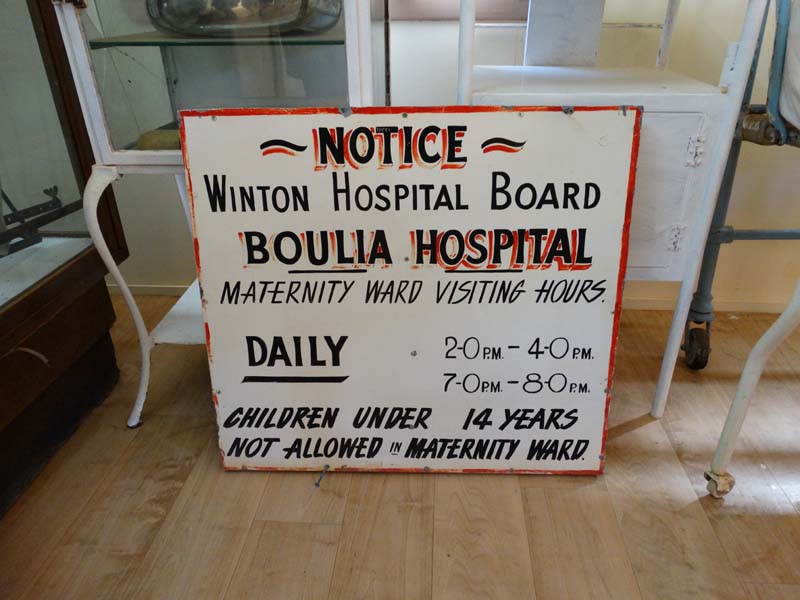 ~ NOTICE ~
WINTON HOSPITAL BOARD
BOULIA HOSPITAL
MATERNITY WARD VISITING HOURS.
DAILY 2-0 P.M. - 4-0 P.M.
7-0 P.M. - 8-0 P.M.
CHILDREN UNDER 14 YEARS
NOT ALLOWED IN MATERNITY WARD.